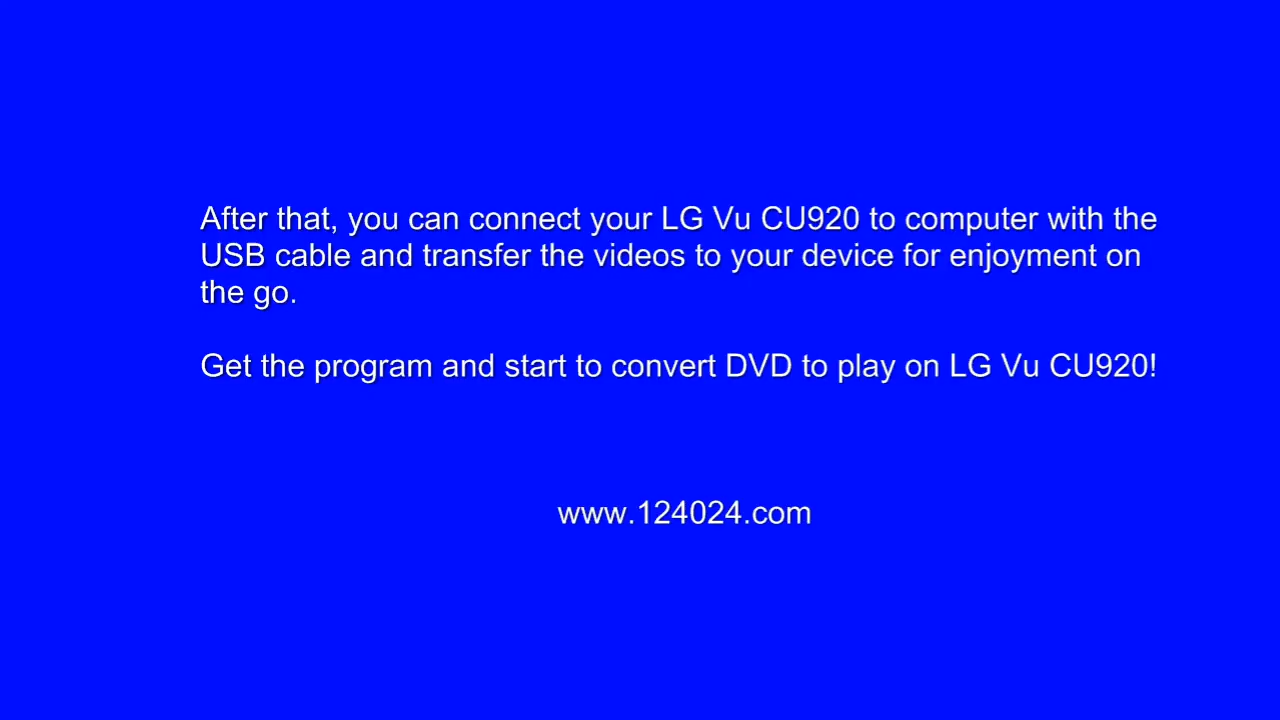 After that, you can connect your LG Vu CU920 to computer with the
USB cable and transfer the videos to your device for enjoyment on
the go.
Get the program and start to convert DVD to play on LG Vu CU920!
www.124024.com